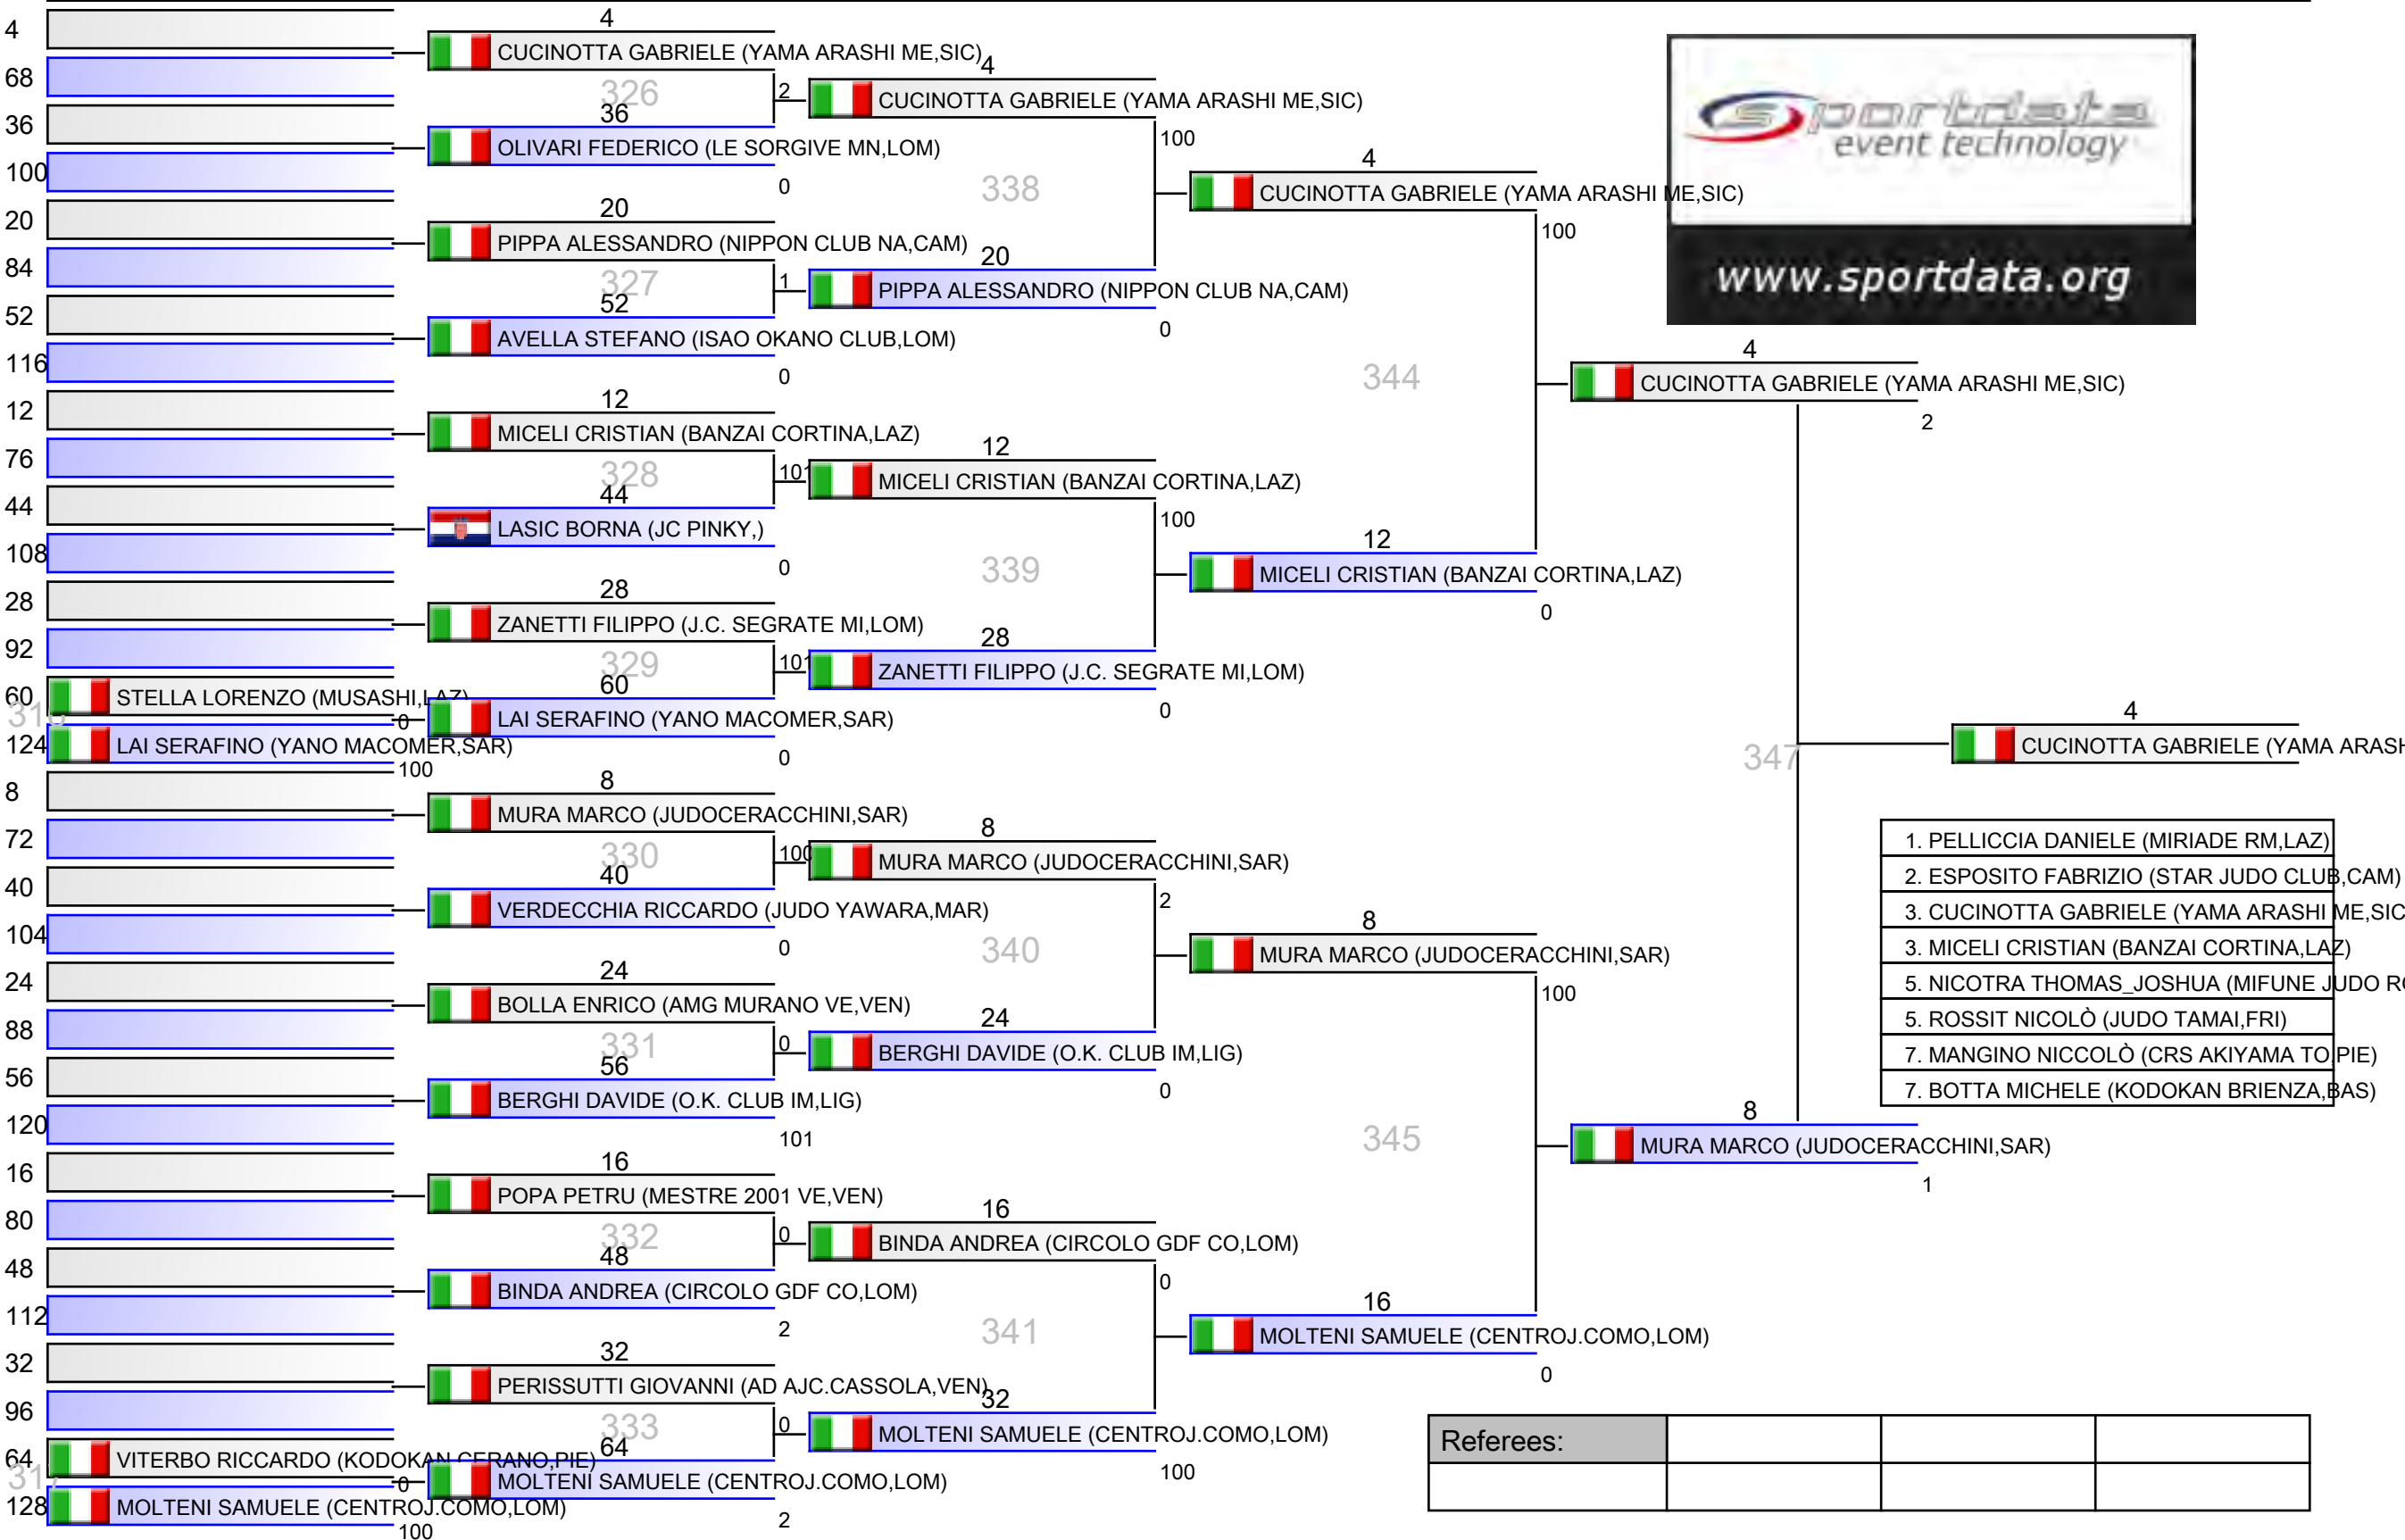 4
68
36
100
20
84
52
116
12
76
44
108
28
92
60 STELLA LORENZO (MUSASHI,LAZ)
0
124 LAI SERAFINO (YANO MACOMER,SAR)
100
8
72
40
104
24
88
56
120
16
80
48
112
32
96
64 VITERBO RICCARDO (KODOKAN CERANO,PIE)
0
128 MOLTENI SAMUELE (CENTROJ.COMO,LOM)
100
4
CUCINOTTA GABRIELE (YAMA ARASHI ME,SIC)
326
2
36
OLIVARI FEDERICO (LE SORGIVE MN,LOM)
0
20
PIPPA ALESSANDRO (NIPPON CLUB NA,CAM)
327
1
52
AVELLA STEFANO (ISAO OKANO CLUB,LOM)
0
12
MICELI CRISTIAN (BANZAI CORTINA,LAZ)
328
101
44
LASIC BORNA (JC PINKY,)
0
28
ZANETTI FILIPPO (J.C. SEGRATE MI,LOM)
329
101
60
LAI SERAFINO (YANO MACOMER,SAR)
0
8
MURA MARCO (JUDOCERACCHINI,SAR)
330
100
40
VERDECCHIA RICCARDO (JUDO YAWARA,MAR)
0
24
BOLLA ENRICO (AMG MURANO VE,VEN)
331
0
56
BERGHI DAVIDE (O.K. CLUB IM,LIG)
101
16
POPA PETRU (MESTRE 2001 VE,VEN)
332
0
48
BINDA ANDREA (CIRCOLO GDF CO,LOM)
2
32
PERISSUTTI GIOVANNI (AD AJC.CASSOLA,VEN)
333
0
64
MOLTENI SAMUELE (CENTROJ.COMO,LOM)
2
4
CUCINOTTA GABRIELE (YAMA ARASHI ME,SIC)
100
338
20
PIPPA ALESSANDRO (NIPPON CLUB NA,CAM)
0
12
MICELI CRISTIAN (BANZAI CORTINA,LAZ)
100
339
28
ZANETTI FILIPPO (J.C. SEGRATE MI,LOM)
0
8
MURA MARCO (JUDOCERACCHINI,SAR)
2
340
24
BERGHI DAVIDE (O.K. CLUB IM,LIG)
0
16
BINDA ANDREA (CIRCOLO GDF CO,LOM)
0
341
32
MOLTENI SAMUELE (CENTROJ.COMO,LOM)
100
4
CUCINOTTA GABRIELE (YAMA ARASHI ME,SIC)
100
344
12
MICELI CRISTIAN (BANZAI CORTINA,LAZ)
0
8
MURA MARCO (JUDOCERACCHINI,SAR)
100
345
16
MOLTENI SAMUELE (CENTROJ.COMO,LOM)
0
sportdata
event technology
www.sportdata.org
4
CUCINOTTA GABRIELE (YAMA ARASHI ME,SIC)
2
347
8
MURA MARCO (JUDOCERACCHINI,SAR)
1
4
CUCINOTTA GABRIELE (YAMA ARASH
1. PELLICCIA DANIELE (MIRIADE RM,LAZ)
2. ESPOSITO FABRIZIO (STAR JUDO CLUB,CAM)
3. CUCINOTTA GABRIELE (YAMA ARASHI ME,SIC
3. MICELI CRISTIAN (BANZAI CORTINA,LAZ)
5. NICOTRA THOMAS_JOSHUA (MIFUNE JUDO
5. ROSSIT NICOLÒ (JUDO TAMAI,FRI)
7. MANGINO NICCOLÒ (CRS AKIYAMA TO,PIE)
7. BOTTA MICHELE (KODOKAN BRIENZA,BAS)
Referees: